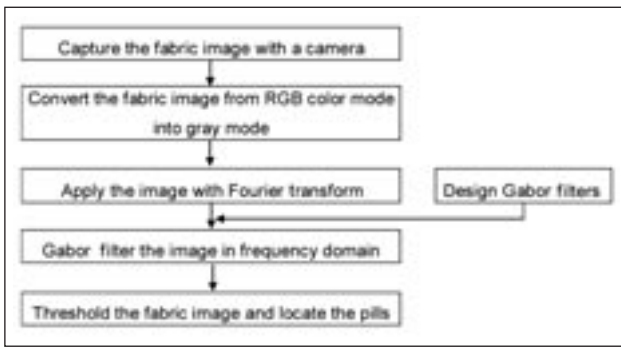 Capture the fabric image with a camera
Convert the fabric image from RGB color mode
into gray mode
Apply the image with Fourier transform
Design Gabor filters
Gabor filter the image in frequency domain
Threshold the fabric image and locate the pills